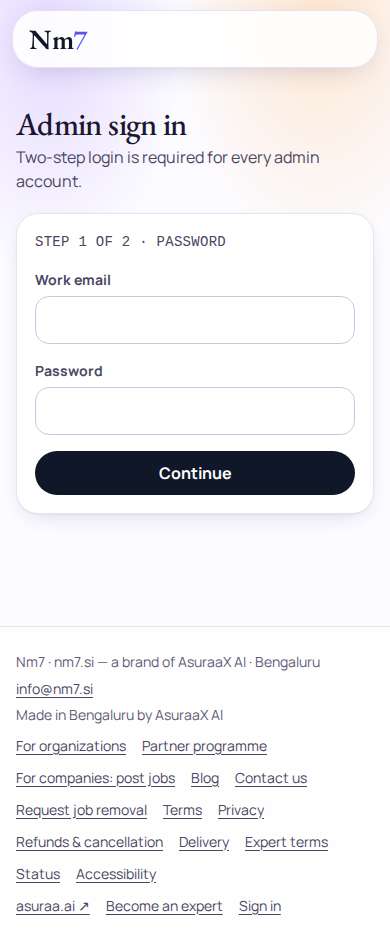 Nm7
Admin sign in
Two-step login is required for every admin
account.
STEP 1 OF 2 · PASSWORD
Work email
Password
Continue
Nm7 · nm7.si — a brand of AsuraaX AI · Bengaluru
info@nm7.si
Made in Bengaluru by AsuraaX AI
For organizations Partner programme
For companies: post jobs Blog Contact us
Request job removal Terms Privacy
Refunds & cancellation Delivery Expert terms
Status Accessibility
asuraa.ai ↗ Become an expert Sign in